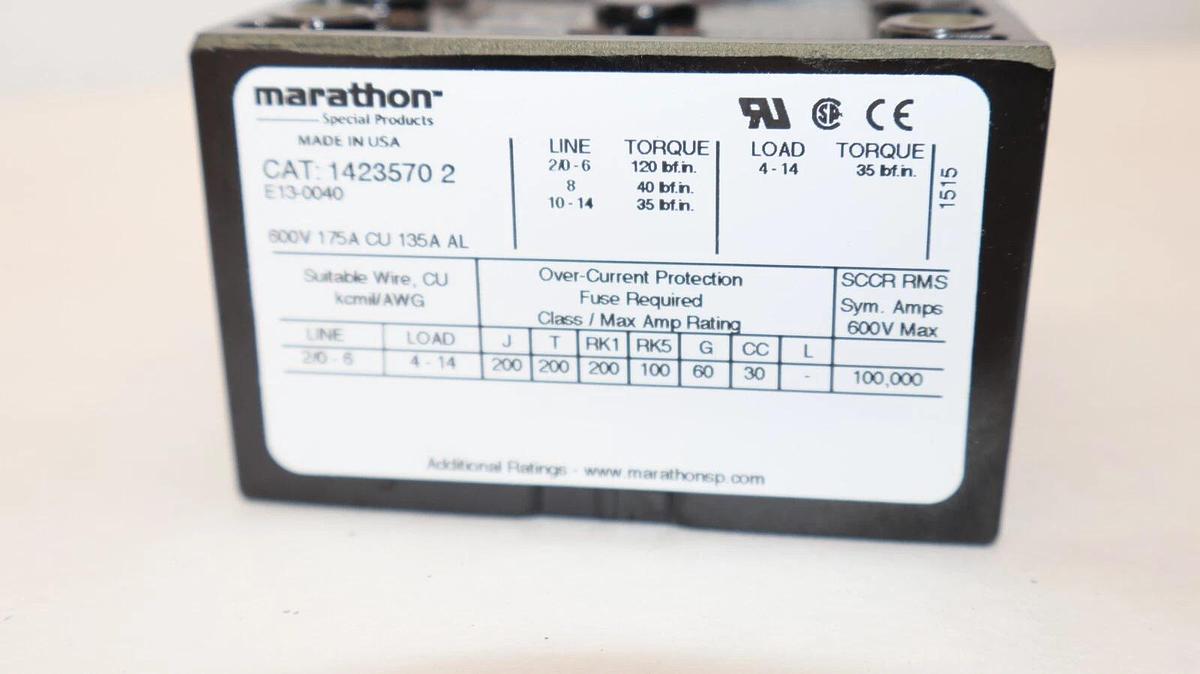 marathon™
Special Products
MADE IN USA
CAT: 1423570 2
E13-0040
600V 175A CU 135A AL
LINE TORQUE
2/0 - 6 120 lbf.in.
8 40 lbf.in.
10 - 14 35 lbf.in.
RU SP CE
LOAD TORQUE
4 - 14 35 lbf.in.
1515
Suitable Wire, CU
kcmil/AWG
Over-Current Protection
Fuse Required
Class / Max Amp Rating
SCCR RMS
Sym. Amps
600V Max
LINE LOAD J T RK1 RK5 G CC L
2/0 - 6 4 - 14 200 200 200 100 60 30 - 100,000
Additional Ratings - www.marathonsp.com